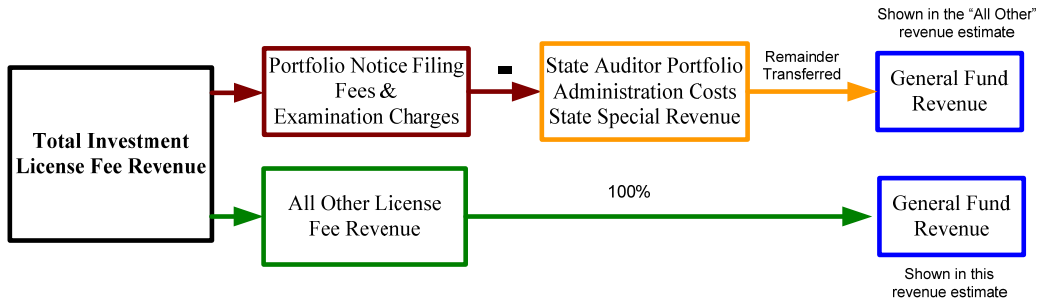 Total Investment
License Fee Revenue
Portfolio Notice Filing
Fees &
Examination Charges
-
State Auditor Portfolio
Administration Costs
State Special Revenue
Remainder
Transferred
Shown in the “All Other”
revenue estimate
General Fund
Revenue
All Other License
Fee Revenue
100%
General Fund
Revenue
Shown in this
revenue estimate